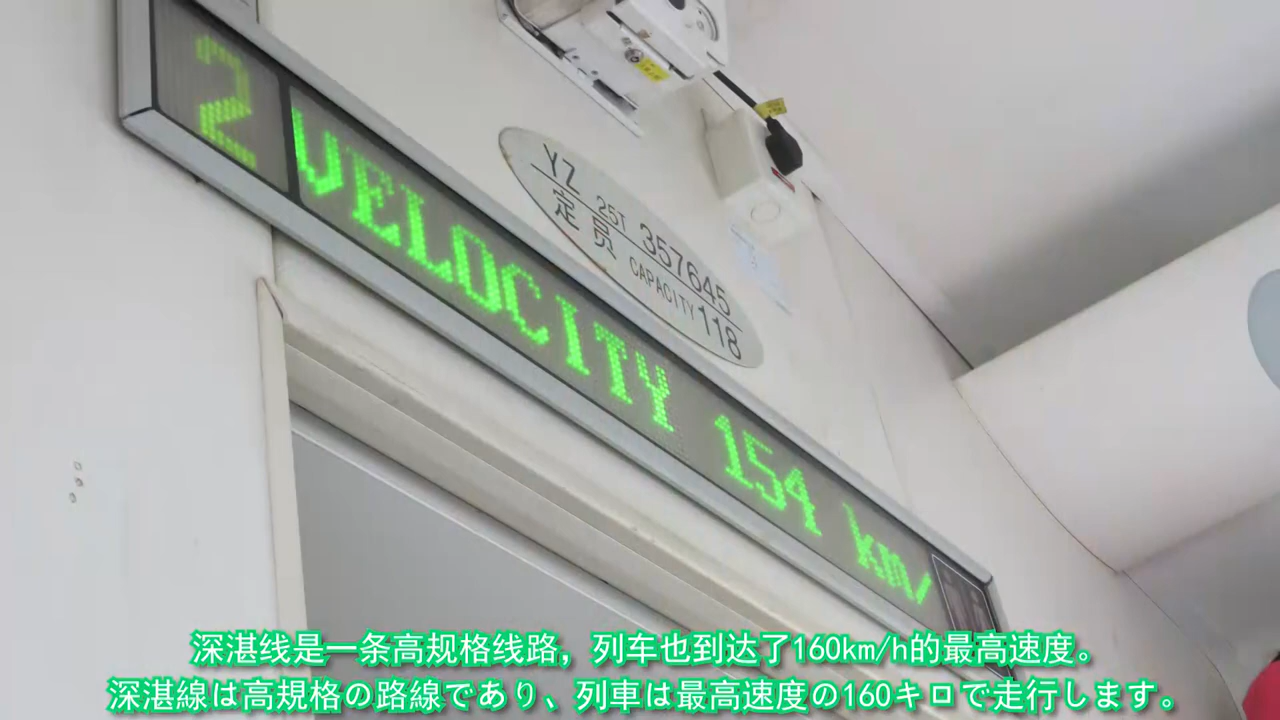 2 VELOCITY 154 km/
YZ 25T 357645
定员 CAPACITY 118
深湛线是一条高规格线路，列车也到达了160km/h的最高速度。
深湛線は高規格の路線であり、列車は最高速度の160キロで走行します。